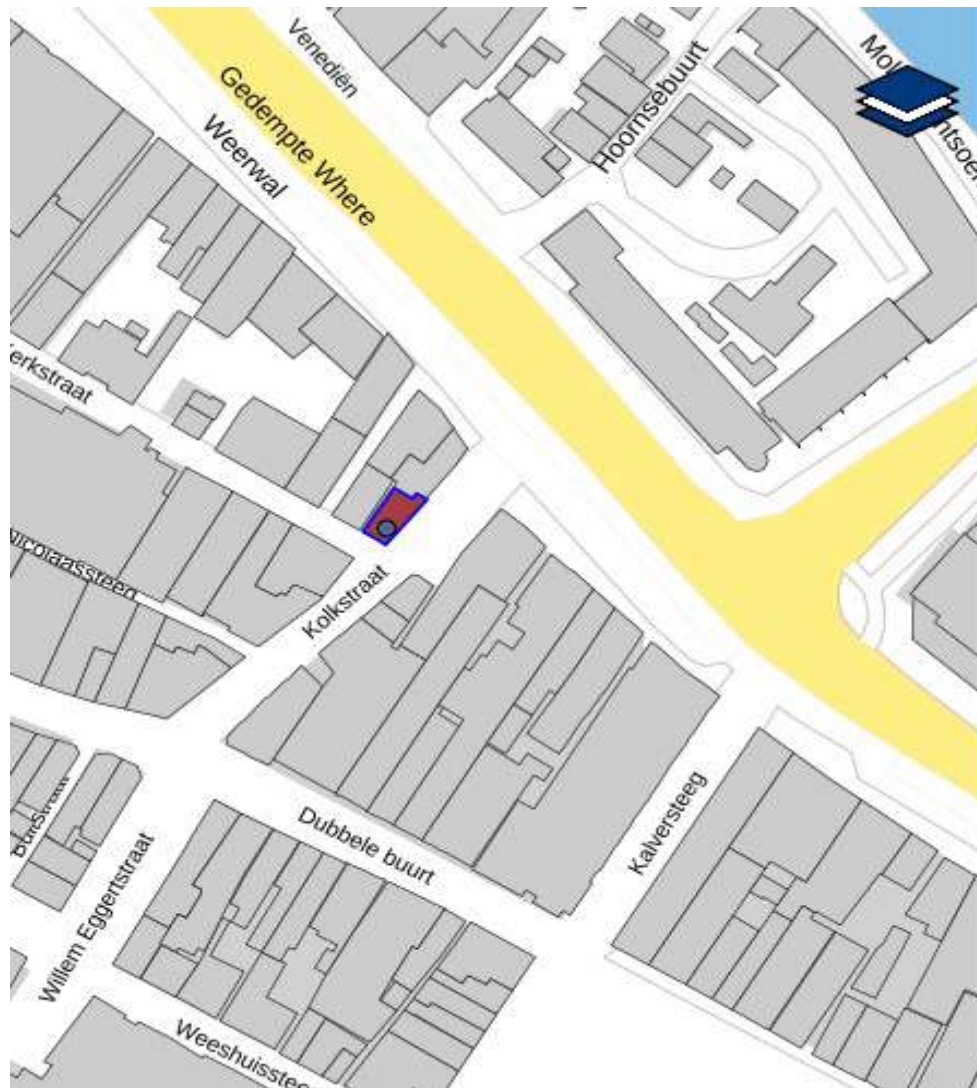 Venediën
Gedempte Where
Weerwal
Hoornsebuurt
Kolkstraat
Dubbele buurt
Kalversteeg
Willem Eggertstraat